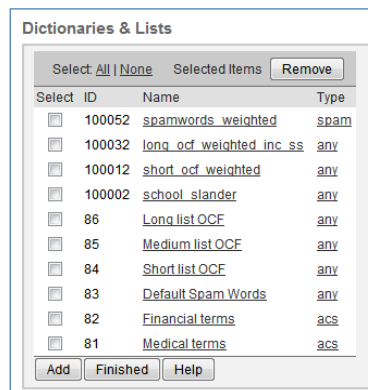 Dictionaries & Lists
Select: All | None Selected Items Remove
Select ID Name Type
100052 spamwords_weighted spam
100032 long_ocf_weighted_inc_ss any
100012 short_ocf_weighted any
100002 school_slander any
86 Long list OCF any
85 Medium list OCF any
84 Short list OCF any
83 Default Spam Words any
82 Financial terms acs
81 Medical terms acs
Add Finished Help